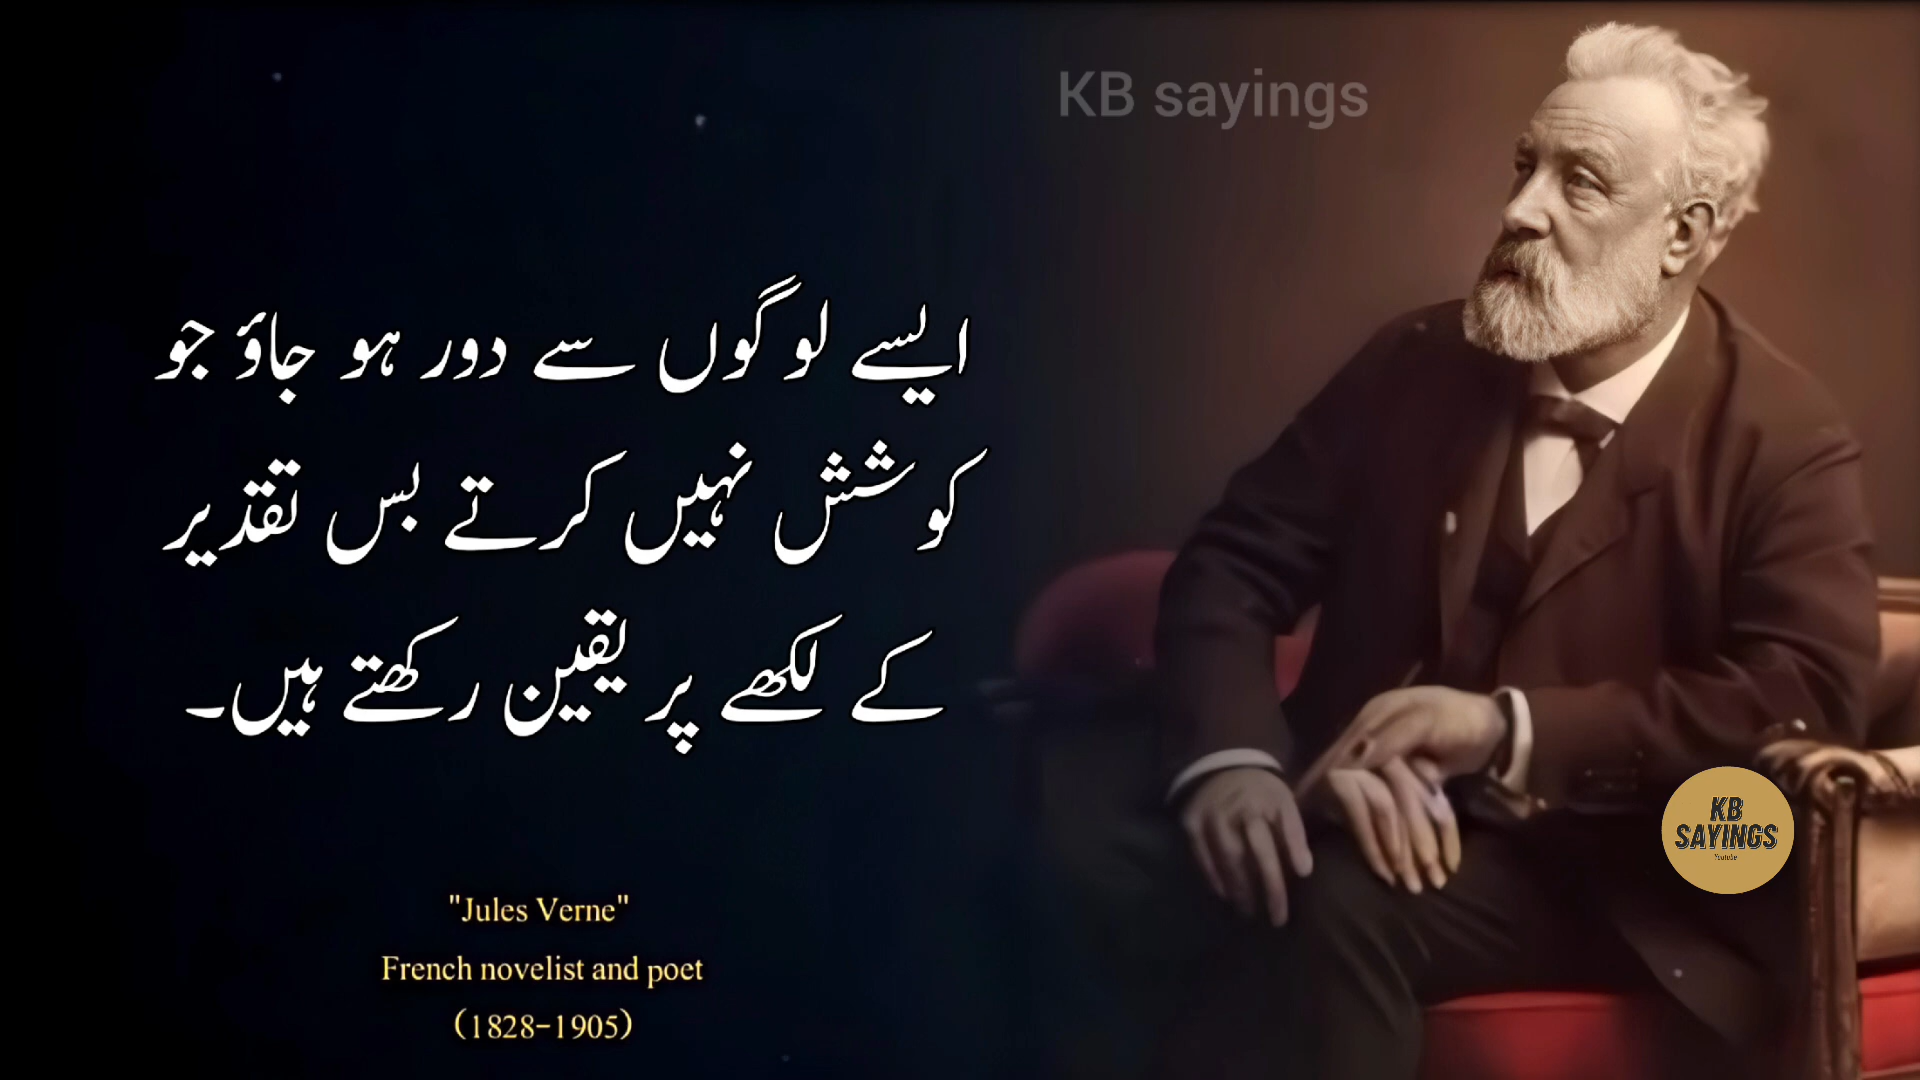 KB sayings
ایسے لوگوں سے دور ہو جاؤ جو
کوشش نہیں کرتے بس تقدیر
کے لکھے پر یقین رکھتے ہیں۔
"Jules Verne"
French novelist and poet
(1828-1905)
KB
SAYINGS
Youtube